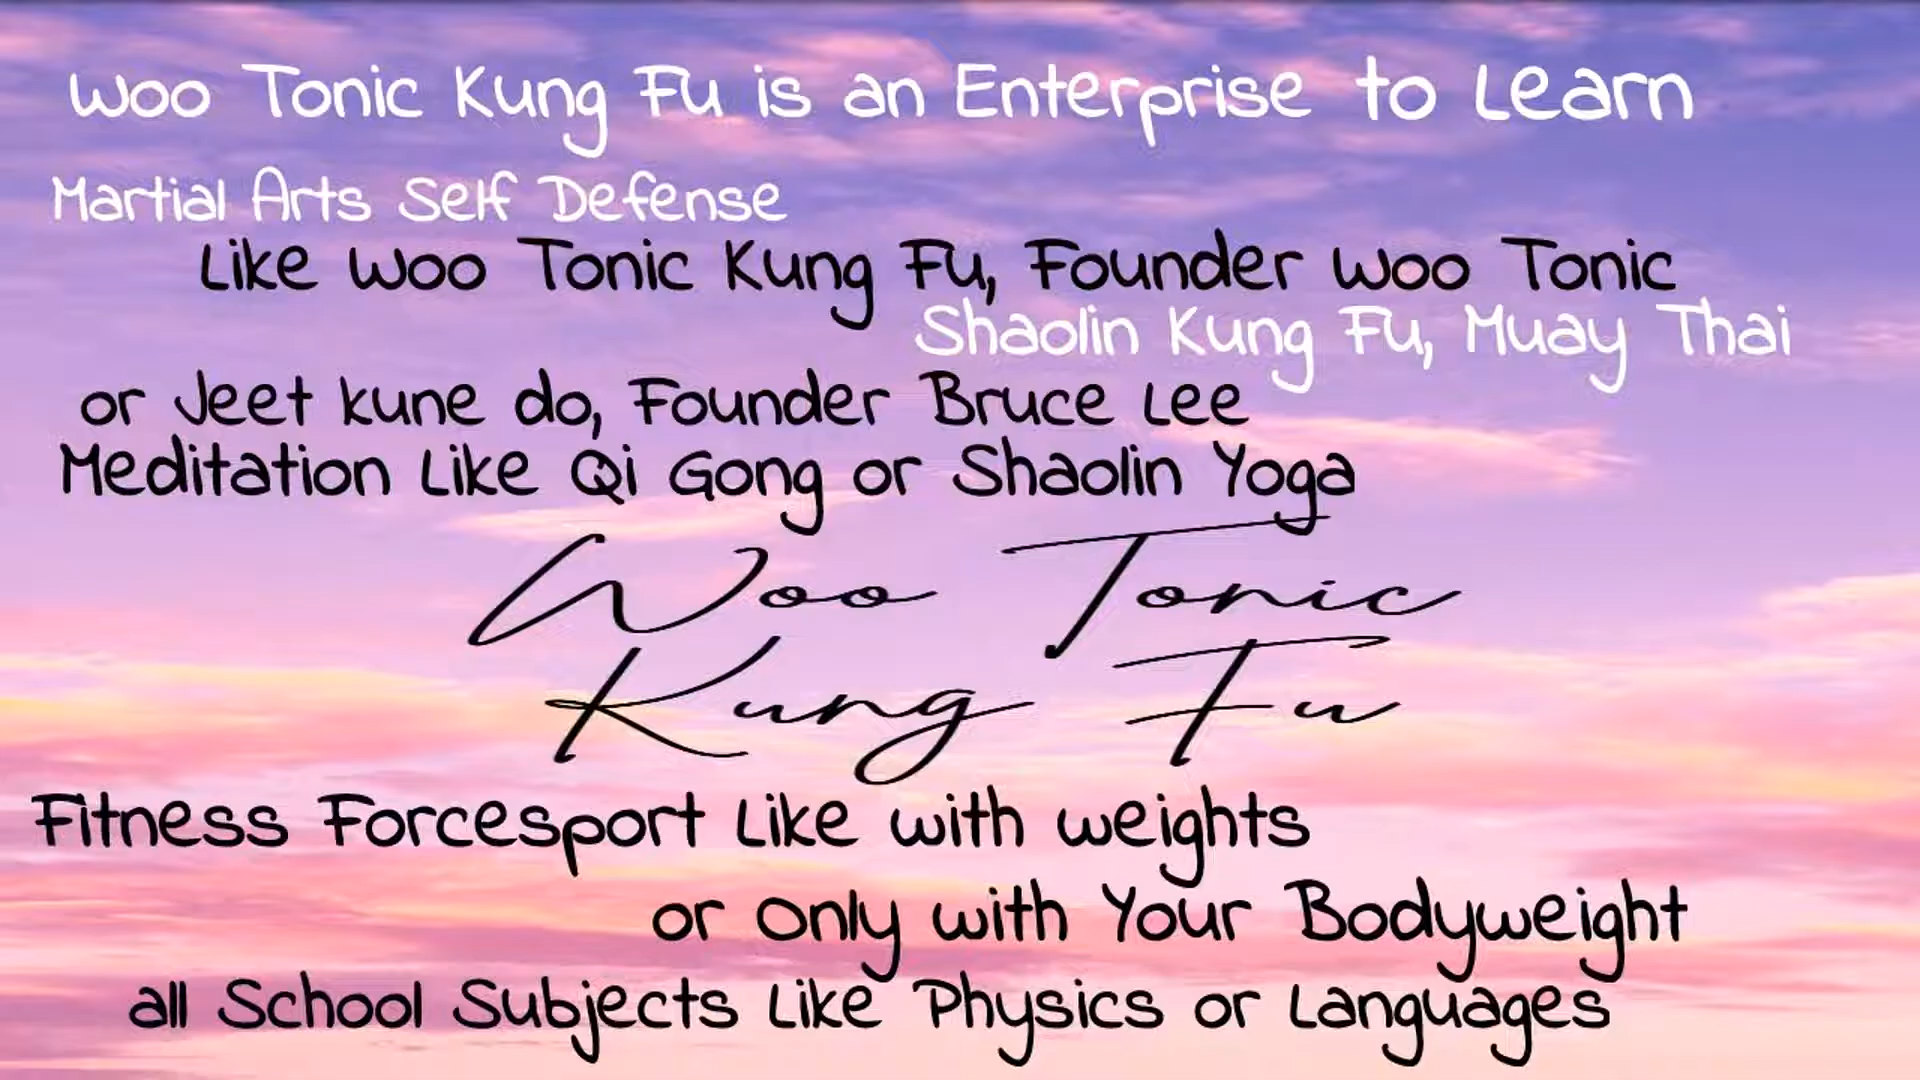 Woo Tonic Kung Fu is an Enterprise to Learn
Martial Arts Self Defense
Like Woo Tonic Kung Fu, Founder Woo Tonic
Shaolin Kung Fu, Muay Thai
or Jeet kune do, Founder Bruce Lee
Meditation Like Qi Gong or Shaolin Yoga
Woo Tonic
Kung Fu
Fitness Forcesport Like with weights
or Only with Your Bodyweight
all School Subjects Like Physics or Languages